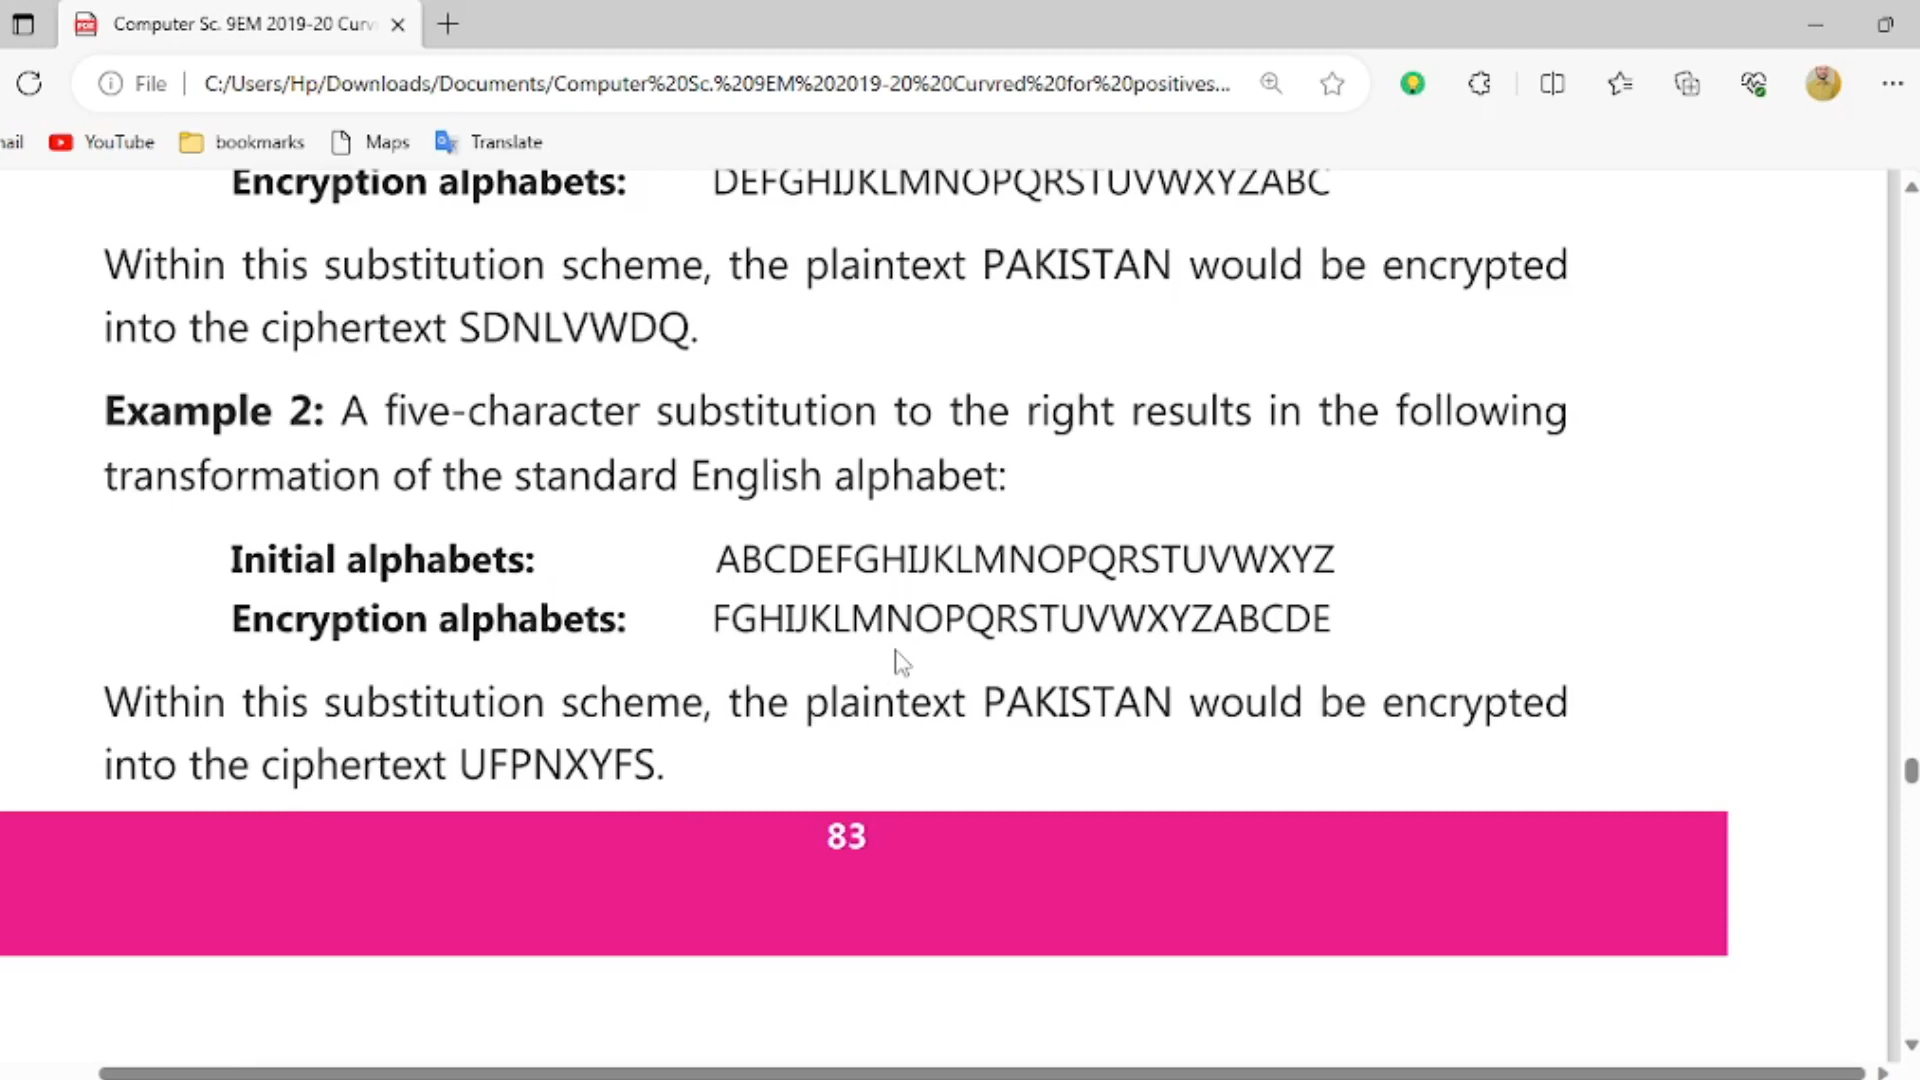 Computer Sc. 9EM 2019-20 Curv
File
C:/Users/Hp/Downloads/Documents/Computer%20Sc.%209EM%202019-20%20Curvred%20for%20positives...
ail YouTube bookmarks Maps Translate
Encryption alphabets: DEFGHIJKLMNOPQRSTUVWXYZABC
Within this substitution scheme, the plaintext PAKISTAN would be encrypted
into the ciphertext SDNLVWDQ.
Example 2: A five-character substitution to the right results in the following
transformation of the standard English alphabet:
Initial alphabets: ABCDEFGHIJKLMNOPQRSTUVWXYZ
Encryption alphabets: FGHIJKLMNOPQRSTUVWXYZABCDE
Within this substitution scheme, the plaintext PAKISTAN would be encrypted
into the ciphertext UFPNXYFS.
83